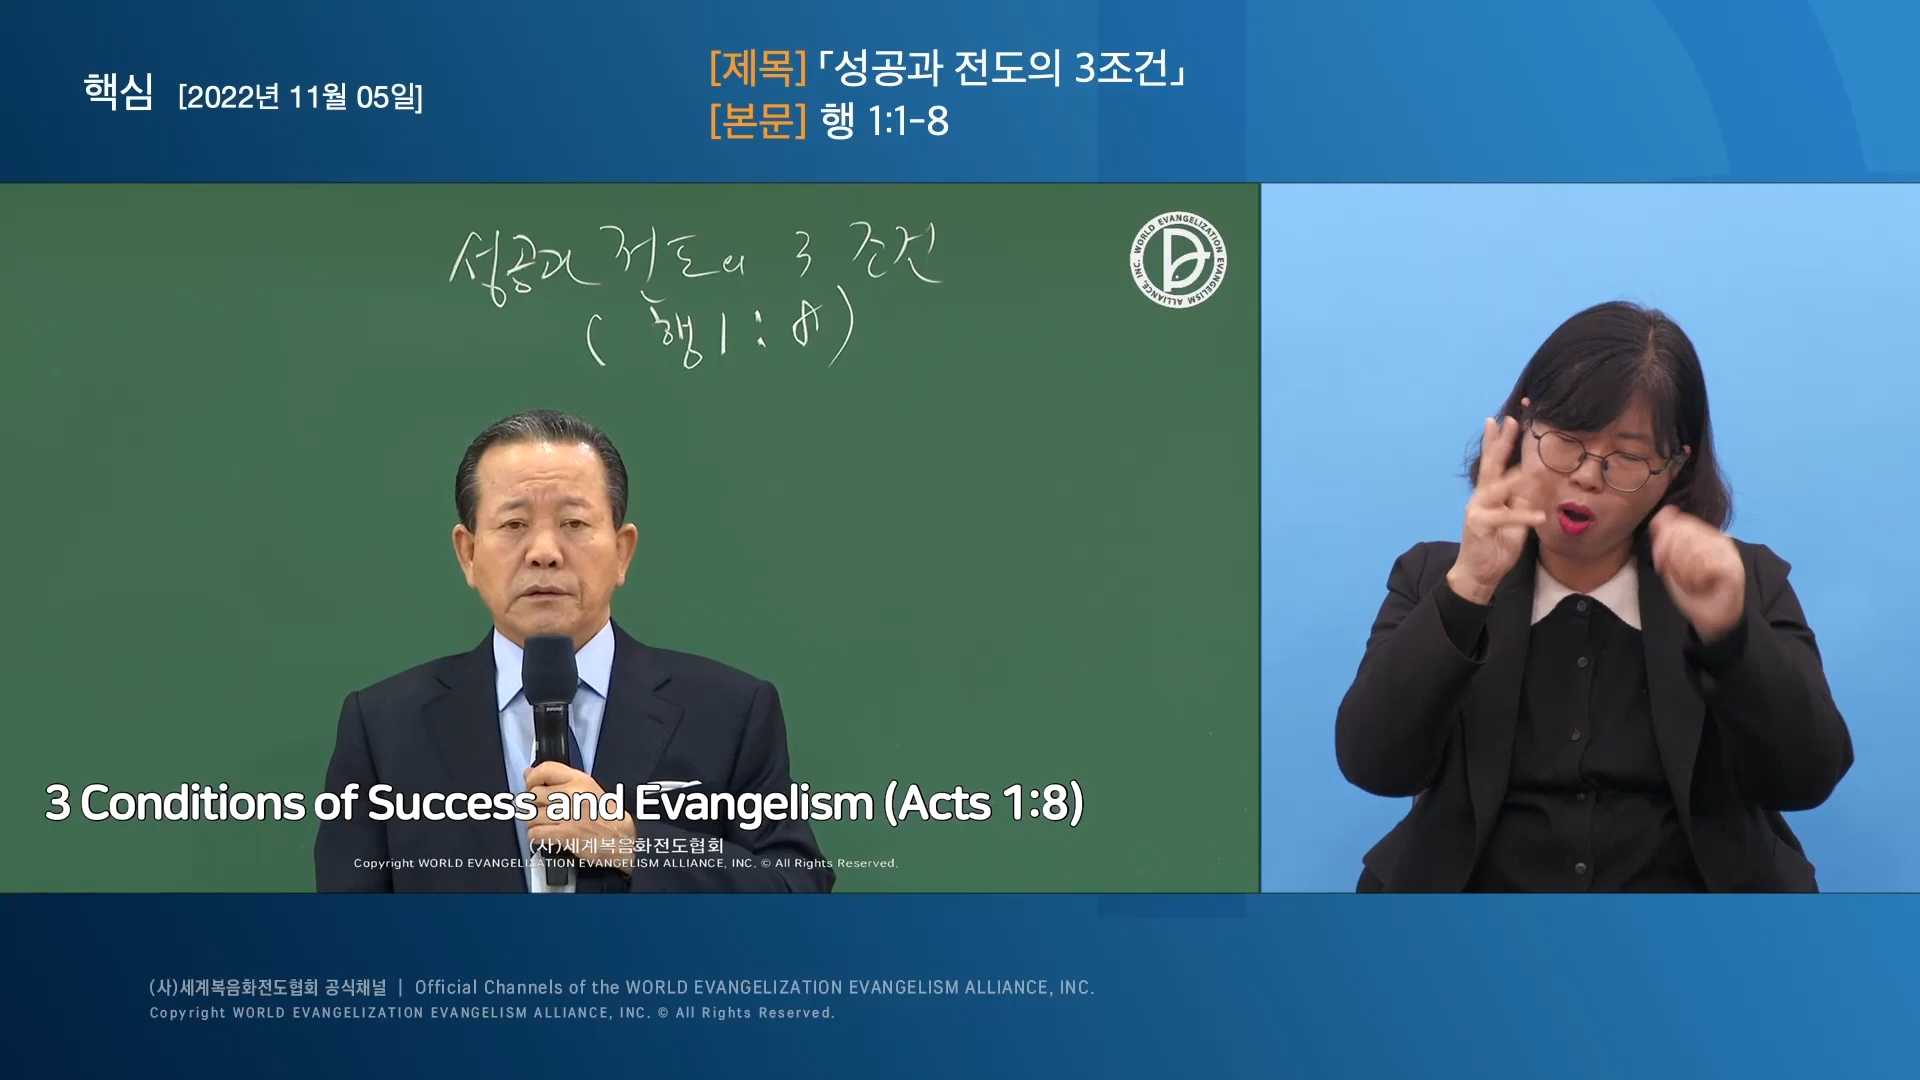 핵심 [2022년 11월 05일]
[제목] 「성공과 전도의 3조건」
[본문] 행 1:1-8
성공과 전도의 3 조건
( 행 1 : 8 )
WORLD EVANGELIZATION EVANGELISM ALLIANCE, INC.
3 Conditions of Success and Evangelism (Acts 1:8)
(사)세계복음화전도협회
Copyright WORLD EVANGELIZATION EVANGELISM ALLIANCE, INC. © All Rights Reserved.
(사)세계복음화전도협회 공식채널 | Official Channels of the WORLD EVANGELIZATION EVANGELISM ALLIANCE, INC.
Copyright WORLD EVANGELIZATION EVANGELISM ALLIANCE, INC. © All Rights Reserved.